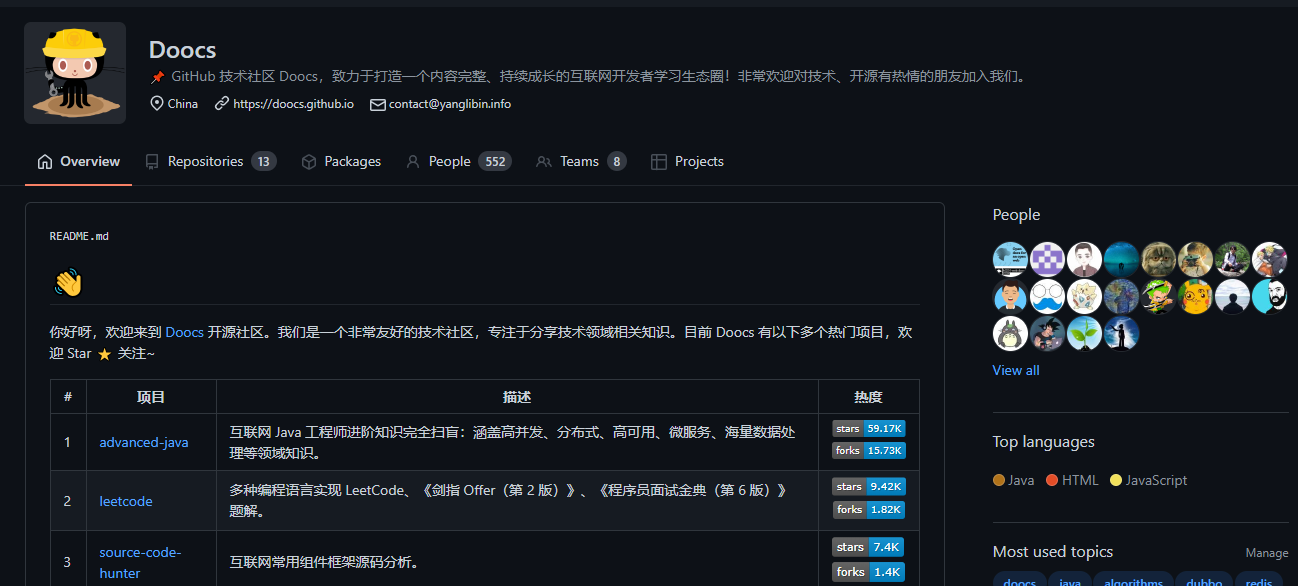 Doocs
GitHub 技术社区 Doocs，致力于打造一个内容完整、持续成长的互联网开发者学习生态圈！非常欢迎对技术、开源有热情的朋友加入我们。
China https://doocs.github.io contact@yanglibin.info
Overview Repositories 13 Packages People 552 Teams 8 Projects
README.md
你好呀，欢迎来到 Doocs 开源社区。我们是一个非常友好的技术社区，专注于分享技术领域相关知识。目前 Doocs 有以下多个热门项目，欢
迎 Star ⭐ 关注~
# 项目 描述 热度
1 advanced-java
互联网 Java 工程师进阶知识完全扫盲：涵盖高并发、分布式、高可用、微服务、海量数据处
理等领域知识。
stars 59.17K
forks 15.73K
2 leetcode
多种编程语言实现 LeetCode、《剑指 Offer（第 2 版）》、《程序员面试金典（第 6 版）》
题解。
stars 9.42K
forks 1.82K
3 source-code-
hunter
互联网常用组件框架源码分析。
stars 7.4K
forks 1.4K
People
View all
Top languages
Java HTML JavaScript
Most used topics Manage
doocs java algorithms dubbo redis